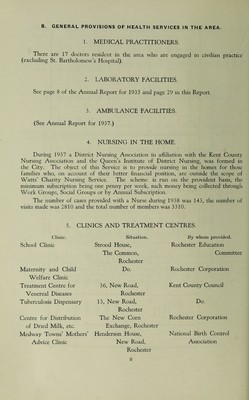 B. GENERAL PROVISIONS OF HEALTH SERVICES IN THE AREA.
1. MEDICAL PRACTITIONERS.
There are 17 doctors resident in the area who are engaged in civilian practice
(excluding St. Bartholomew's Hospital).
2. LABORATORY FACILITIES.
See page 8 of the Annual Report for 1935 and page 29 in this Report.
3. AMBULANCE FACILITIES.
(See Annual Report for 1937.)
4. NURSING IN THE HOME.
During 1937 a District Nursing Association in affiliation with the Kent County
Nursing Association and the Queen's Institute of District Nursing, was formed in
the City. The object of this Service is to provide nursing in the homes for those
families who, on account of their better financial position, are outside the scope of
Watts' Charity Nursing Service. The scheme is run on the provident basis, the
minimum subscription being one penny per week, such money being collected through
Work Groups, Social Groups or by Annual Subscription.
The number of cases provided with a Nurse during 1938 was 143, the number of
visits made was 2810 and the total number of members was 3310.
5. CLINICS AND TREATMENT CENTRES.
Clinic. Situation. By whom provided.
School Clinic Strood House, Rochester Education
The Common, Committee
Rochester
Maternity and Child Do. Rochester Corporation
Welfare Clinic
Treatment Centre for 36, New Road, Kent County Council
Venereal Diseases Rochester
Tuberculosis Dispensary 13, New Road, Do.
Rochester
Centre for Distribution The New Corn Rochester Corporation
of Dried Milk, etc. Exchange, Rochester
Medway Towns' Mothers' Henderson House, National Birth Control
Advice Clinic New Road, Association
Rochester
8